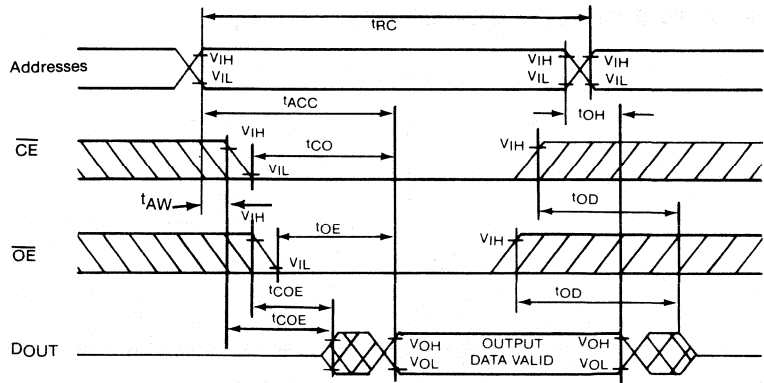 tRC
Addresses VIH VIH VIH
VIL VIL VIL
tACC tOH
VIH
CE tCO VIH
VIL
tAW tOD
VIH
OE tOE VIH
VIL
tCOE tOD
tCOE
DOUT VOH OUTPUT VOH
VOL DATA VALID VOL